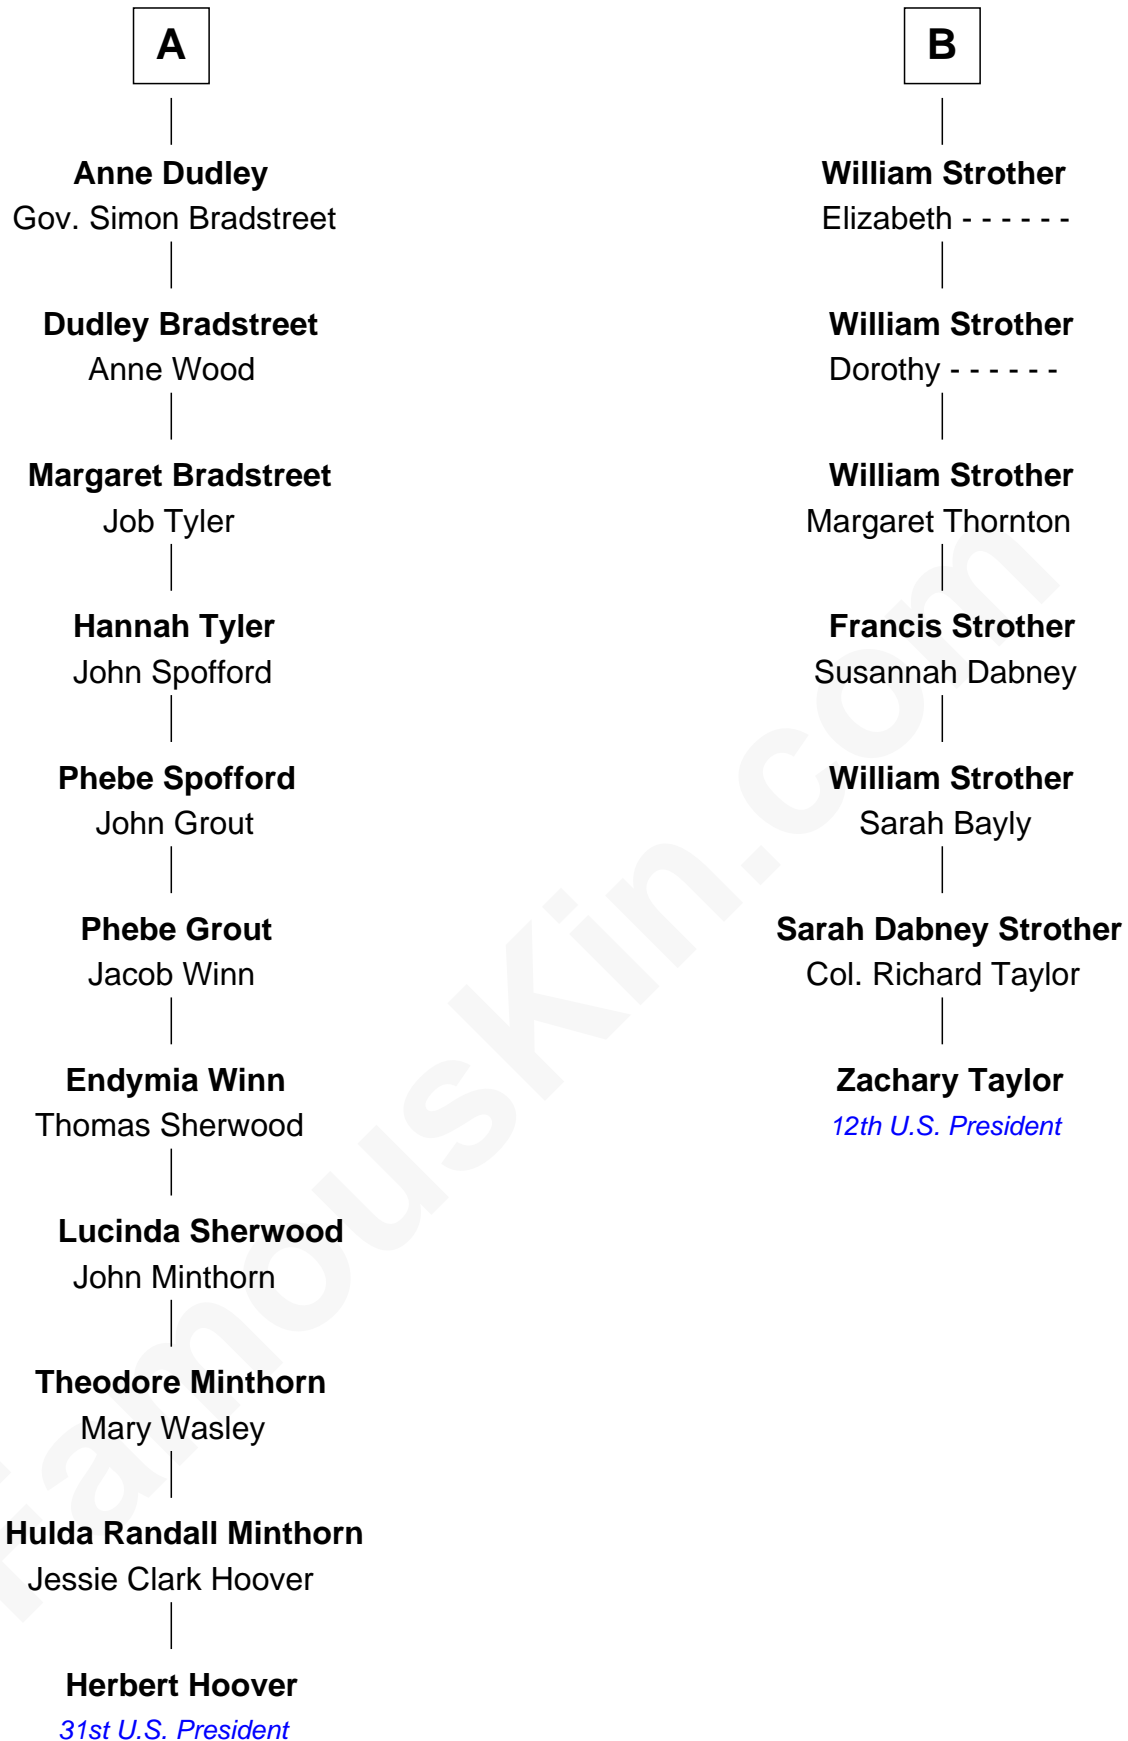 A
Anne Dudley
Gov. Simon Bradstreet
Dudley Bradstreet
Anne Wood
Margaret Bradstreet
Job Tyler
Hannah Tyler
John Spofford
Phebe Spofford
John Grout
Phebe Grout
Jacob Winn
Endymia Winn
Thomas Sherwood
Lucinda Sherwood
John Minthorn
Theodore Minthorn
Mary Wasley
Hulda Randall Minthorn
Jessie Clark Hoover
Herbert Hoover
31st U.S. President
B
William Strother
Elizabeth - - - - - -
William Strother
Dorothy - - - - - -
William Strother
Margaret Thornton
Francis Strother
Susannah Dabney
William Strother
Sarah Bayly
Sarah Dabney Strother
Col. Richard Taylor
Zachary Taylor
12th U.S. President
FamousKin.com